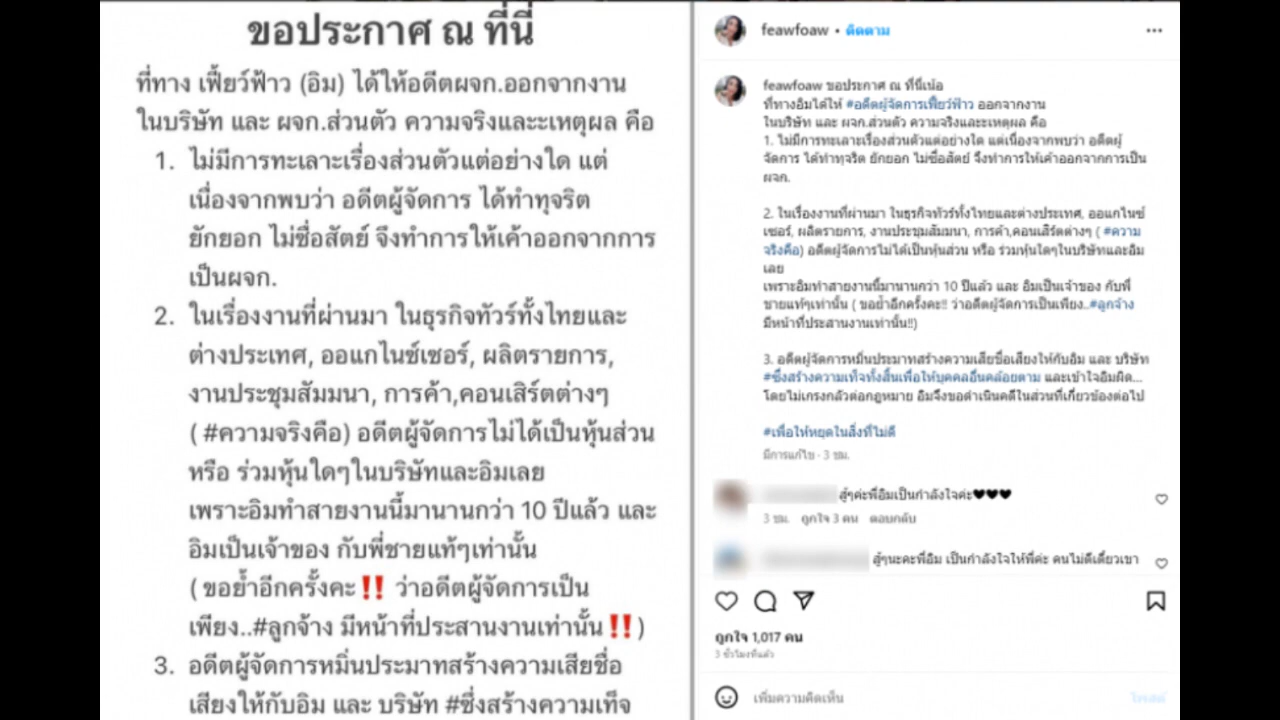 ขอประกาศ ณ ที่นี่
ที่ทาง เฟี้ยว์ฟ้าว (อิม) ได้ให้อดีตผจก.ออกจากงาน
ในบริษัท และ ผจก.ส่วนตัว ความจริงและะเหตุผล คือ
1. ไม่มีการทะเลาะเรื่องส่วนตัวแต่อย่างใด แต่
เนื่องจากพบว่า อดีตผู้จัดการ ได้ทำทุจริต
ยักยอก ไม่ซื่อสัตย์ จึงทำการให้เค้าออกจากการ
เป็นผจก.
2. ในเรื่องงานที่ผ่านมา ในธุรกิจทัวร์ทั้งไทยและ
ต่างประเทศ, ออแกไนซ์เซอร์, ผลิตรายการ,
งานประชุมสัมมนา, การค้า,คอนเสิร์ตต่างๆ
( #ความจริงคือ) อดีตผู้จัดการไม่ได้เป็นหุ้นส่วน
หรือ ร่วมหุ้นใดๆในบริษัทและอิมเลย
เพราะอิมทำสายงานนี้มานานกว่า 10 ปีแล้ว และ
อิมเป็นเจ้าของ กับพี่ชายแท้ๆเท่านั้น
( ขอย้ำอีกครั้งคะ‼️ ว่าอดีตผู้จัดการเป็น
เพียง..#ลูกจ้าง มีหน้าที่ประสานงานเท่านั้น‼️)
3. อดีตผู้จัดการหมิ่นประมาทสร้างความเสียชื่อ
เสียงให้กับอิม และ บริษัท #ซึ่งสร้างความเท็จ
feawfoaw • ติดตาม
feawfoaw ขอประกาศ ณ ที่นี่เน้อ
ที่ทางอิมได้ให้ #อดีตผู้จัดการเฟี้ยว์ฟ้าว ออกจากงาน
ในบริษัท และ ผจก.ส่วนตัว ความจริงและะเหตุผล คือ
1. ไม่มีการทะเลาะเรื่องส่วนตัวแต่อย่างใด แต่เนื่องจากพบว่า อดีตผู้
จัดการ ได้ทำทุจริต ยักยอก ไม่ซื่อสัตย์ จึงทำการให้เค้าออกจากการเป็น
ผจก.
2. ในเรื่องงานที่ผ่านมา ในธุรกิจทัวร์ทั้งไทยและต่างประเทศ, ออแกไนซ์
เซอร์, ผลิตรายการ, งานประชุมสัมมนา, การค้า,คอนเสิร์ตต่างๆ ( #ความ
จริงคือ) อดีตผู้จัดการไม่ได้เป็นหุ้นส่วน หรือ ร่วมหุ้นใดๆในบริษัทและอิม
เลย
เพราะอิมทำสายงานนี้มานานกว่า 10 ปีแล้ว และ อิมเป็นเจ้าของ กับพี่
ชายแท้ๆเท่านั้น ( ขอย้ำอีกครั้งคะ‼️ ว่าอดีตผู้จัดการเป็นเพียง..#ลูกจ้าง
มีหน้าที่ประสานงานเท่านั้น‼️)
3. อดีตผู้จัดการหมิ่นประมาทสร้างความเสียชื่อเสียงให้กับอิม และ บริษัท
#ซึ่งสร้างความเท็จทั้งสิ้นเพื่อให้บุคคลอื่นคล้อยตาม และเข้าใจอิมผิด...
โดยไม่เกรงกลัวต่อกฎหมาย อิมจึงขอดำเนินคดีในส่วนที่เกี่ยวข้องต่อไป
#เพื่อให้หยุดในสิ่งที่ไม่ดี
มีการแก้ไข · 3 ชม.
สู้ๆค่ะพี่อิมเป็นกำลังใจค่ะ🖤🖤🖤
3 ชม. ถูกใจ 3 คน ตอบกลับ
สู้ๆนะคะพี่อิม เป็นกำลังใจให้พี่ค่ะ คนไม่ดีเดี๋ยวเขา
ถูกใจ 1,017 คน
3 ชั่วโมงที่แล้ว
เพิ่มความคิดเห็น
โพสต์